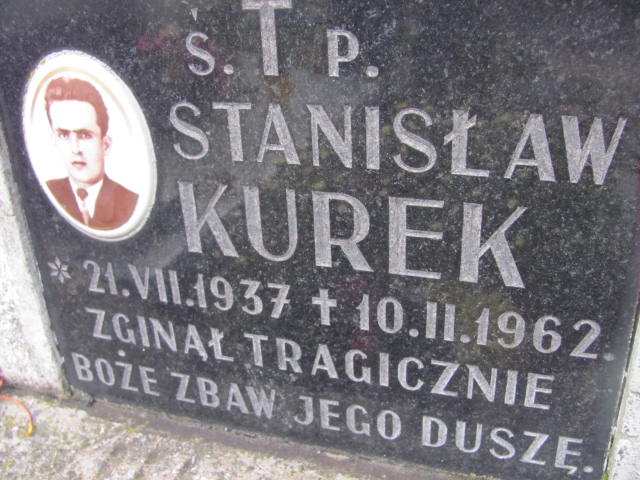 Ś. T P.
STANISŁAW
KUREK
* 21.VII.1937 ✝ 10.II.1962.
ZGINĄŁ TRAGICZNIE
BOŻE ZBAW JEGO DUSZĘ.